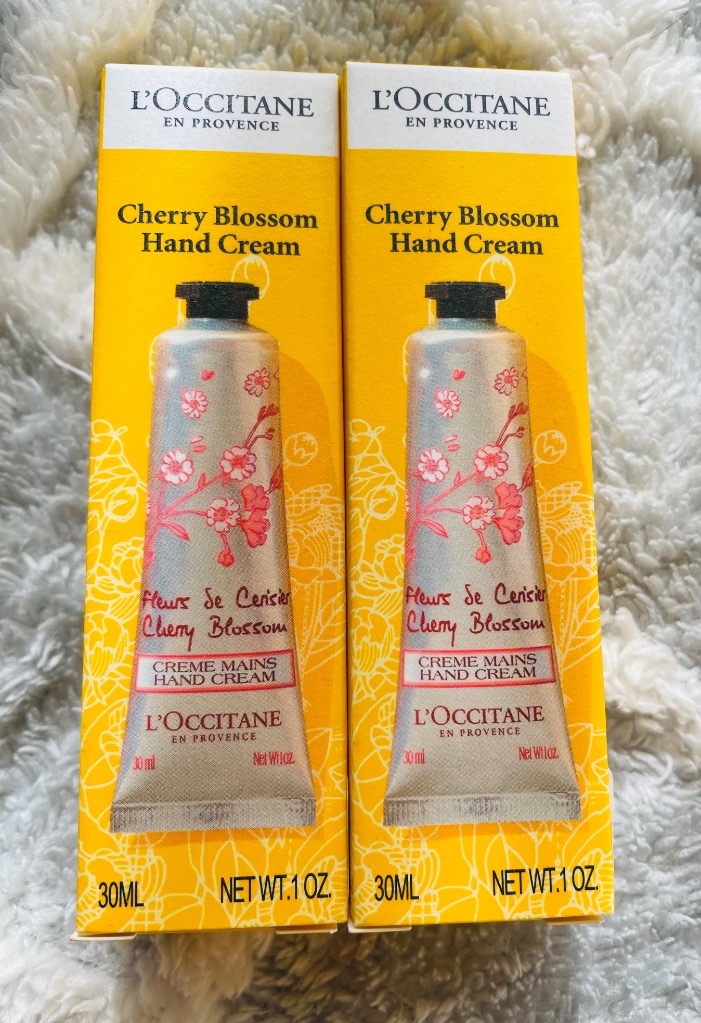 L'OCCITANE
EN PROVENCE
Cherry Blossom
Hand Cream
Fleurs de Cerisier
Cherry Blossom
CREME MAINS
HAND CREAM
L'OCCITANE
EN PROVENCE
30 ml Net Wt 1 oz.
30ML NET WT.1 OZ.
L'OCCITANE
EN PROVENCE
Cherry Blossom
Hand Cream
Fleurs de Cerisier
Cherry Blossom
CREME MAINS
HAND CREAM
L'OCCITANE
EN PROVENCE
30 ml Net Wt 1 oz.
30ML NET WT.1 OZ.